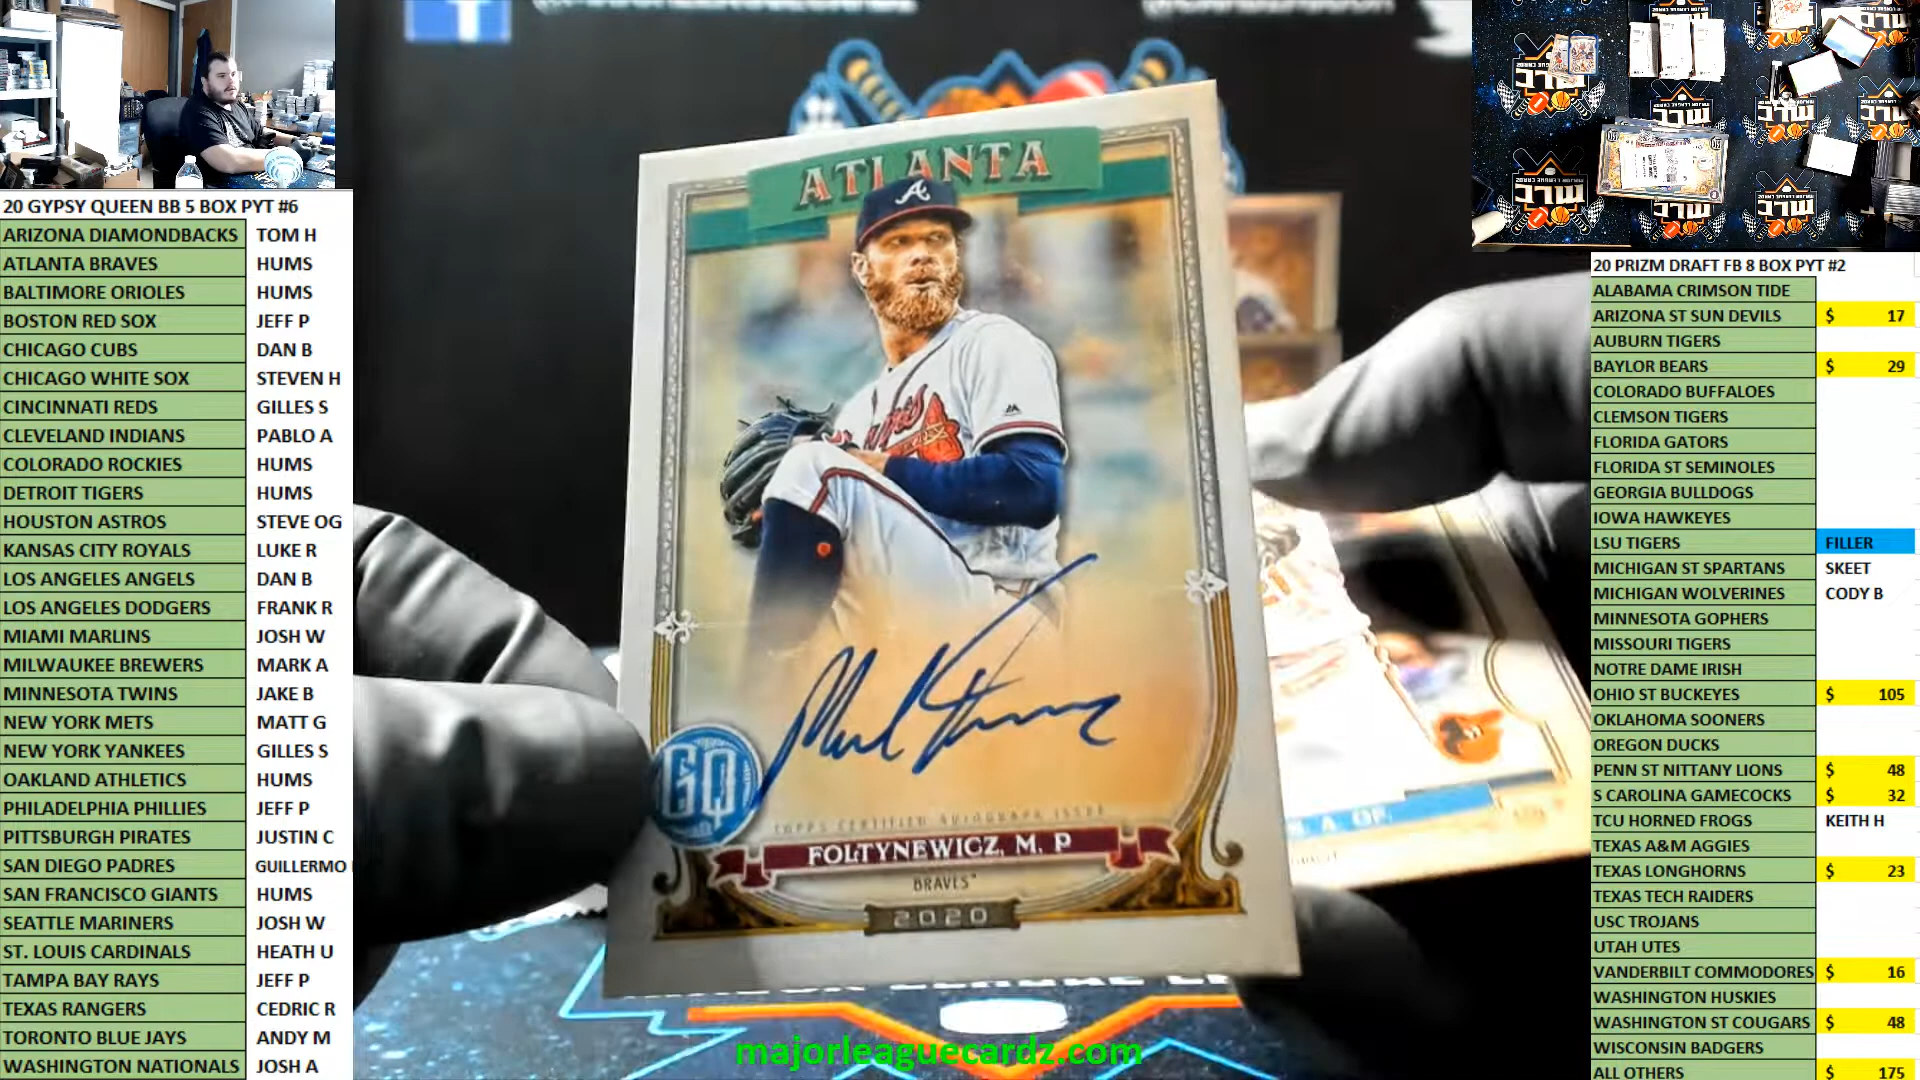 20 GYPSY QUEEN BB 5 BOX PYT #6
ARIZONA DIAMONDBACKS TOM H
ATLANTA BRAVES HUMS
BALTIMORE ORIOLES HUMS
BOSTON RED SOX JEFF P
CHICAGO CUBS DAN B
CHICAGO WHITE SOX STEVEN H
CINCINNATI REDS GILLES S
CLEVELAND INDIANS PABLO A
COLORADO ROCKIES HUMS
DETROIT TIGERS HUMS
HOUSTON ASTROS STEVE OG
KANSAS CITY ROYALS LUKE R
LOS ANGELES ANGELS DAN B
LOS ANGELES DODGERS FRANK R
MIAMI MARLINS JOSH W
MILWAUKEE BREWERS MARK A
MINNESOTA TWINS JAKE B
NEW YORK METS MATT G
NEW YORK YANKEES GILLES S
OAKLAND ATHLETICS HUMS
PHILADELPHIA PHILLIES JEFF P
PITTSBURGH PIRATES JUSTIN C
SAN DIEGO PADRES GUILLERMO
SAN FRANCISCO GIANTS HUMS
SEATTLE MARINERS JOSH W
ST. LOUIS CARDINALS HEATH U
TAMPA BAY RAYS JEFF P
TEXAS RANGERS CEDRIC R
TORONTO BLUE JAYS ANDY M
WASHINGTON NATIONALS JOSH A
ATLANTA
A
Braves
GQ
TOPPS CERTIFIED AUTOGRAPH ISSUE
FOLTYNEWICZ, M. P
BRAVES
2020
majorleaguecardz.com
20 PRIZM DRAFT FB 8 BOX PYT #2
ALABAMA CRIMSON TIDE
ARIZONA ST SUN DEVILS $ 17
AUBURN TIGERS
BAYLOR BEARS $ 29
COLORADO BUFFALOES
CLEMSON TIGERS
FLORIDA GATORS
FLORIDA ST SEMINOLES
GEORGIA BULLDOGS
IOWA HAWKEYES
LSU TIGERS FILLER
MICHIGAN ST SPARTANS SKEET
MICHIGAN WOLVERINES CODY B
MINNESOTA GOPHERS
MISSOURI TIGERS
NOTRE DAME IRISH
OHIO ST BUCKEYES $ 105
OKLAHOMA SOONERS
OREGON DUCKS
PENN ST NITTANY LIONS $ 48
S CAROLINA GAMECOCKS $ 32
TCU HORNED FROGS KEITH H
TEXAS A&M AGGIES
TEXAS LONGHORNS $ 23
TEXAS TECH RAIDERS
USC TROJANS
UTAH UTES
VANDERBILT COMMODORES $ 16
WASHINGTON HUSKIES
WASHINGTON ST COUGARS $ 48
WISCONSIN BADGERS
ALL OTHERS $ 175